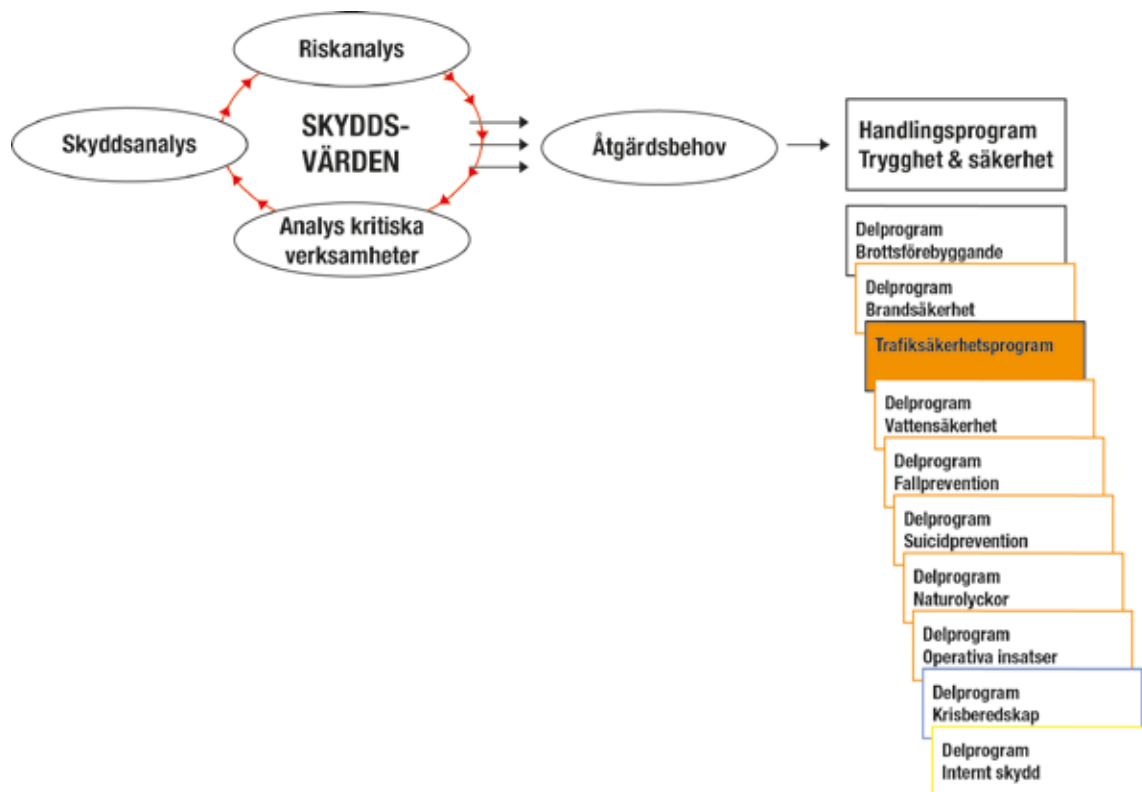 Riskanalys
Skyddsanalys
SKYDDS-
VÄRDEN
Analys kritiska
verksamheter
Åtgärdsbehov
Handlingsprogram
Trygghet & säkerhet
Delprogram
Brottsförebyggande
Delprogram
Brandsäkerhet
Trafiksäkerhetsprogram
Delprogram
Vattensäkerhet
Delprogram
Fallprevention
Delprogram
Suicidprevention
Delprogram
Naturolyckor
Delprogram
Operativa insatser
Delprogram
Krisberedskap
Delprogram
Internt skydd